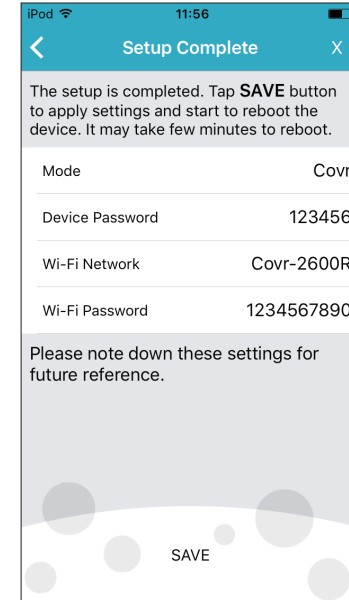 iPod 11:56
Setup Complete X
The setup is completed. Tap SAVE button
to apply settings and start to reboot the
device. It may take few minutes to reboot.
Mode Covr
Device Password 123456
Wi-Fi Network Covr-2600R
Wi-Fi Password 1234567890
Please note down these settings for
future reference.
SAVE